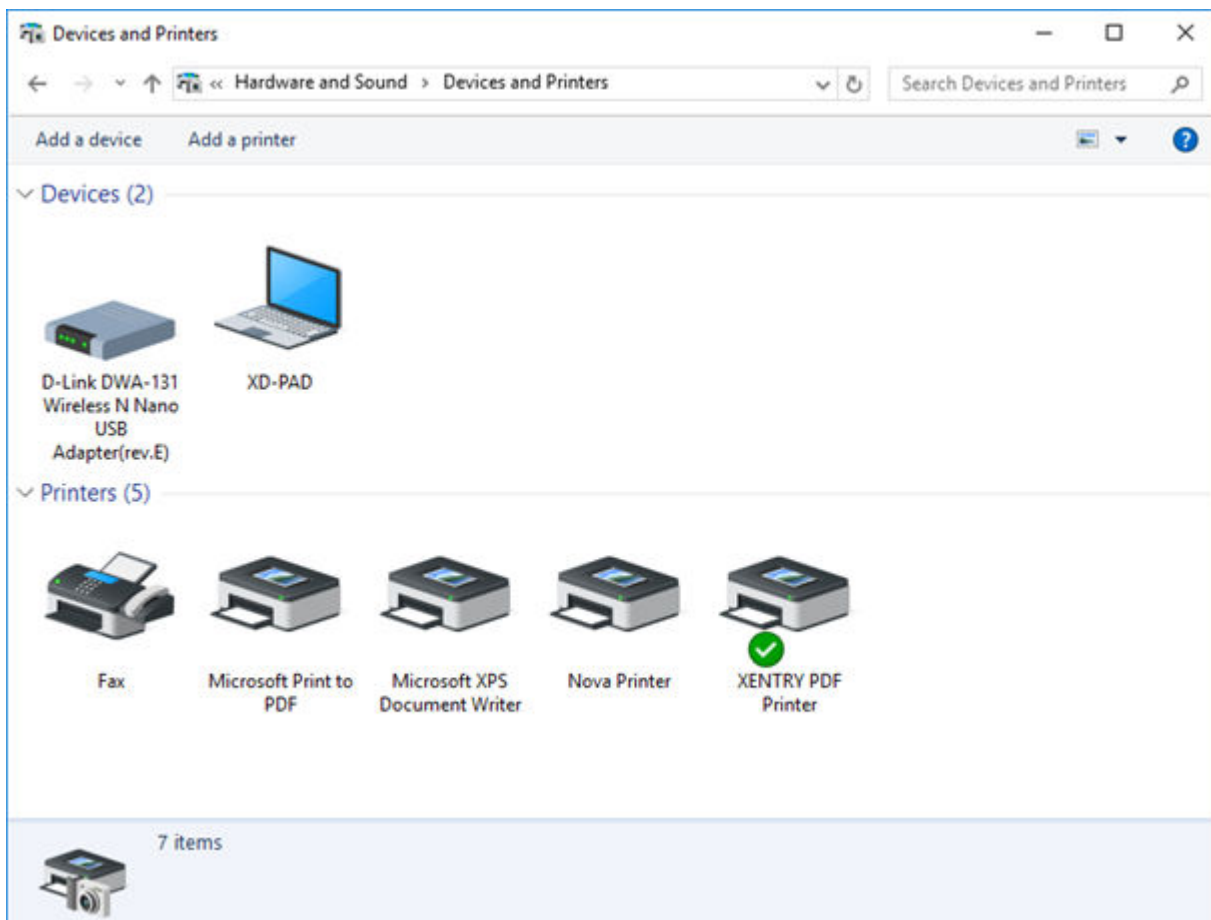 Devices and Printers
« Hardware and Sound › Devices and Printers
Search Devices and Printers
Add a device
Add a printer
?
Devices (2)
D-Link DWA-131
Wireless N Nano
USB
Adapter(rev.E)
XD-PAD
Printers (5)
Fax
Microsoft Print to
PDF
Microsoft XPS
Document Writer
Nova Printer
XENTRY PDF
Printer
7 items